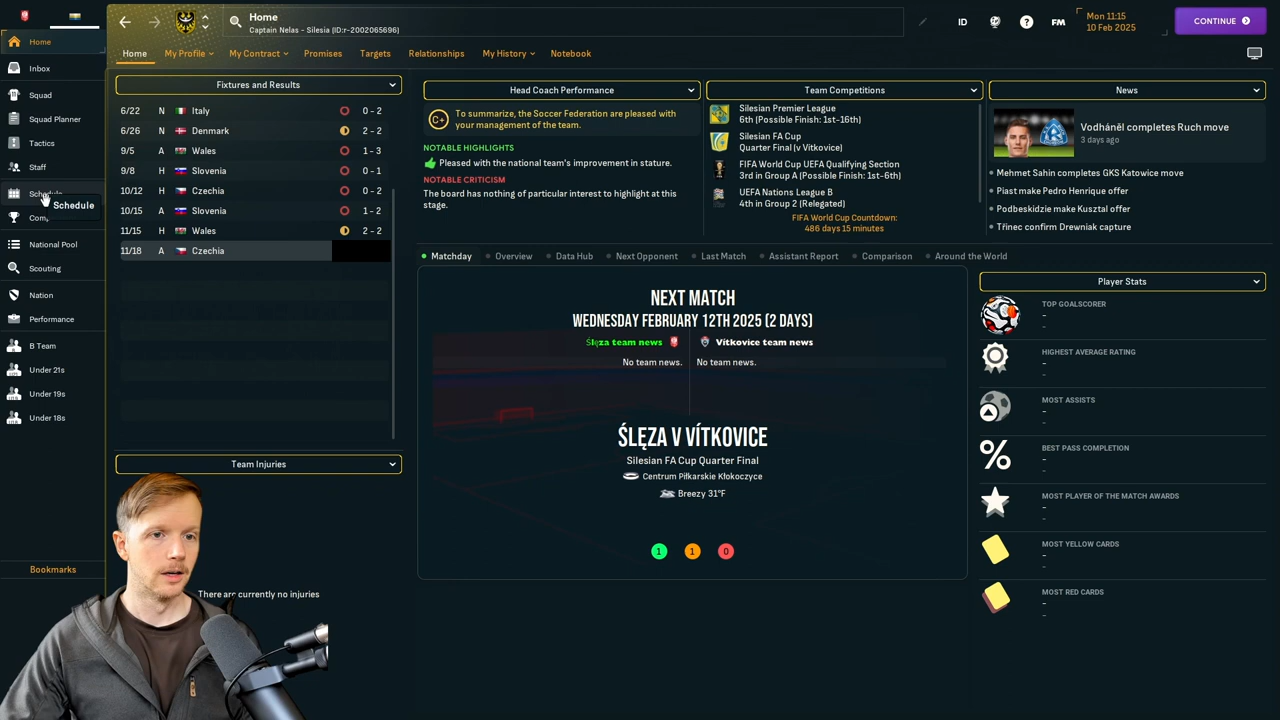 Home
Captain Nelas - Silesia (ID:r-2002065696)
ID
FM
Mon 11:15
10 Feb 2025
CONTINUE
Home
My Profile
My Contract
Promises
Targets
Relationships
My History
Notebook
Home
Inbox
Squad
Squad Planner
Tactics
Staff
Schedule
National Pool
Scouting
Nation
Performance
B Team
Under 21s
Under 19s
Under 18s
Bookmarks
Fixtures and Results
6/22 N Italy 0 - 2
6/26 N Denmark 2 - 2
9/5 A Wales 1 - 3
9/8 H Slovenia 0 - 1
10/12 H Czechia 0 - 2
10/15 A Slovenia 1 - 2
11/15 H Wales 2 - 2
11/18 A Czechia
Team Injuries
There are currently no injuries
Head Coach Performance
C+
To summarize, the Soccer Federation are pleased with
your management of the team.
NOTABLE HIGHLIGHTS
Pleased with the national team's improvement in stature.
NOTABLE CRITICISM
The board has nothing of particular interest to highlight at this
stage.
Team Competitions
Silesian Premier League
6th (Possible Finish: 1st-16th)
Silesian FA Cup
Quarter Final (v Vítkovice)
FIFA World Cup UEFA Qualifying Section
3rd in Group A (Possible Finish: 1st-6th)
UEFA Nations League B
4th in Group 2 (Relegated)
FIFA World Cup Countdown:
486 days 15 minutes
News
Vodháněl completes Ruch move
3 days ago
Mehmet Sahin completes GKS Katowice move
Piast make Pedro Henrique offer
Podbeskidzie make Kusztal offer
Třinec confirm Drewniak capture
Matchday
Overview
Data Hub
Next Opponent
Last Match
Assistant Report
Comparison
Around the World
NEXT MATCH
WEDNESDAY FEBRUARY 12TH 2025 (2 DAYS)
Ślęza team news
Vítkovice team news
No team news.
No team news.
ŚLĘZA V VÍTKOVICE
Silesian FA Cup Quarter Final
Centrum Piłkarskie Kłokoczyce
Breezy 31°F
1
1
0
Player Stats
TOP GOALSCORER
-
-
HIGHEST AVERAGE RATING
-
-
MOST ASSISTS
-
-
BEST PASS COMPLETION
-
-
MOST PLAYER OF THE MATCH AWARDS
-
-
MOST YELLOW CARDS
-
-
MOST RED CARDS
-
-